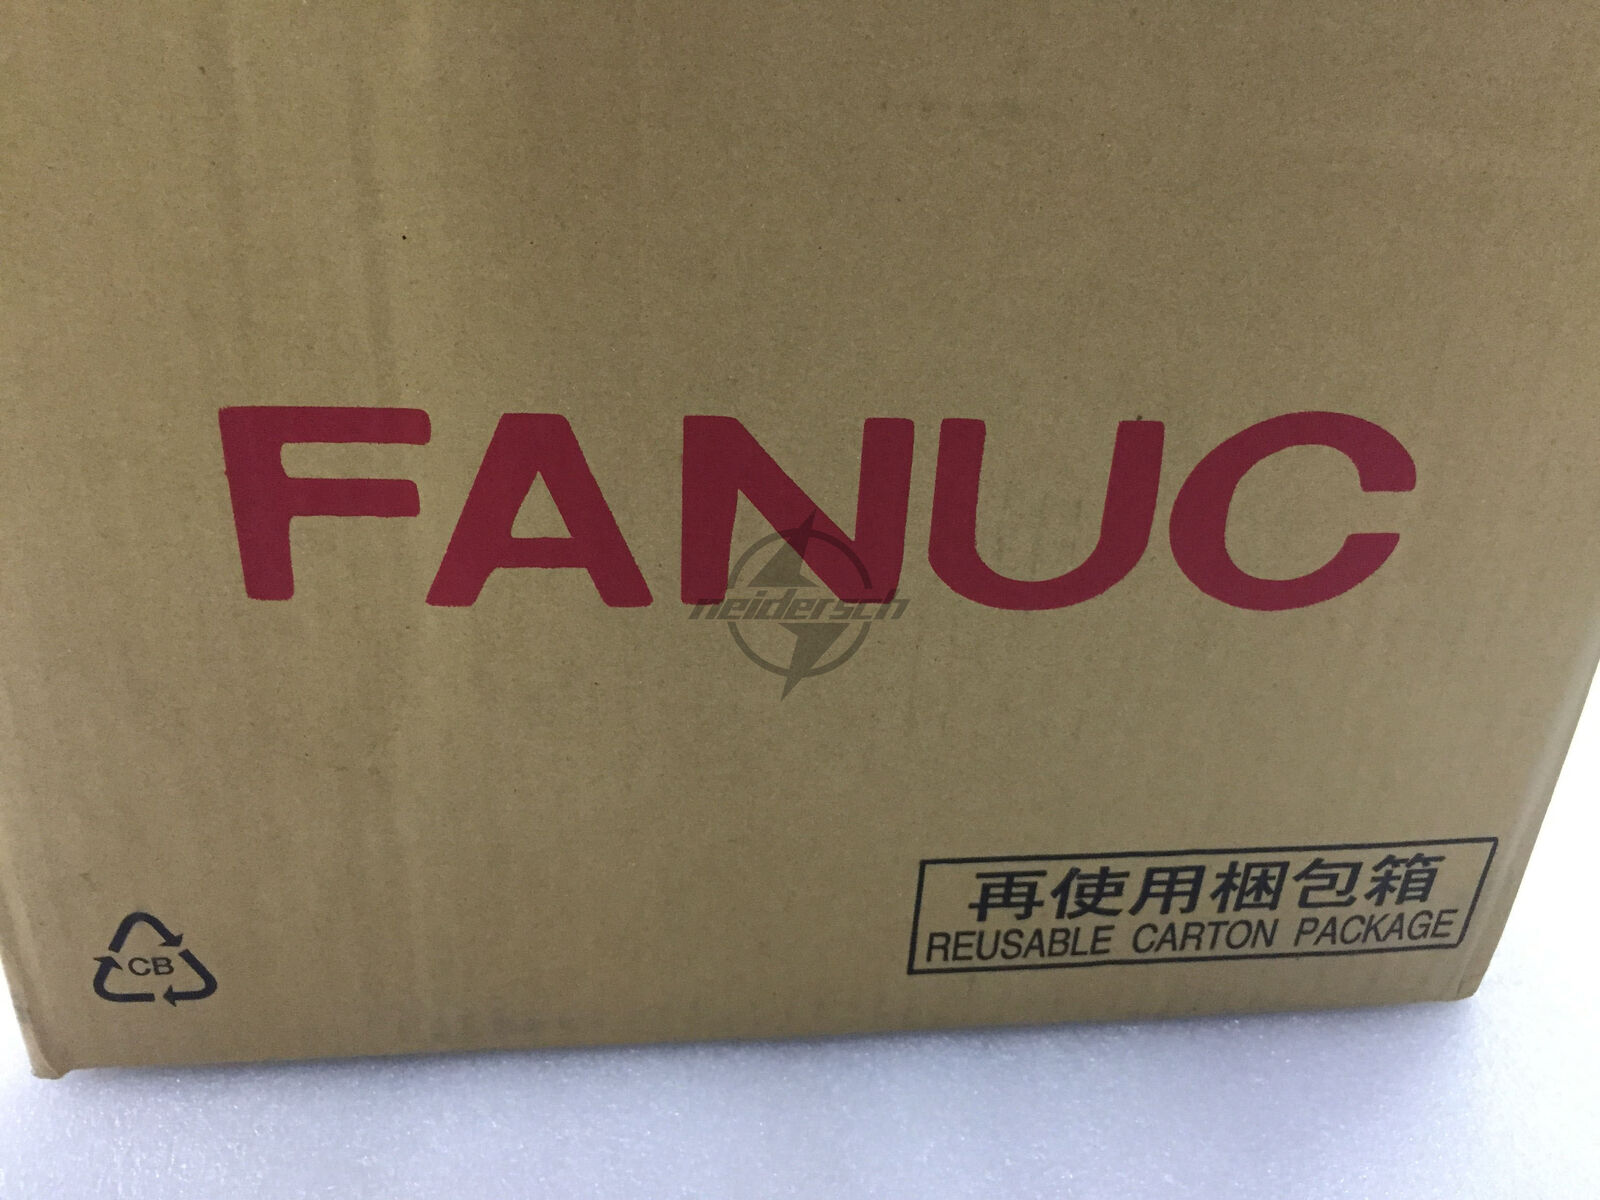 FANUC
neidersch
再使用梱包箱
REUSABLE CARTON PACKAGE
CB